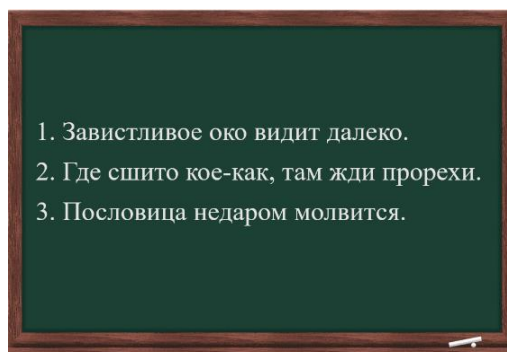 1. Завистливое око видит далеко.
2. Где сшито кое-как, там жди прорехи.
3. Пословица недаром молвится.